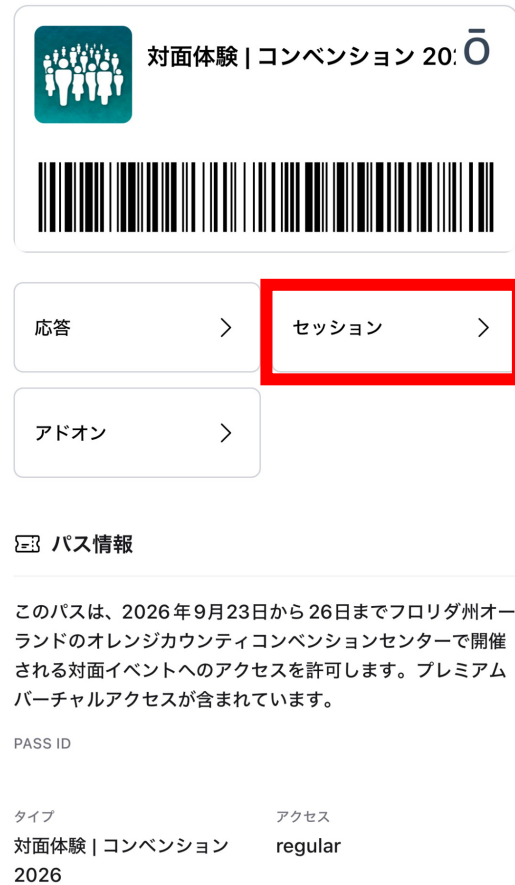 対面体験 | コンベンション 202
ō
応答
セッション
アドオン
パス情報
このパスは、2026年9月23日から26日までフロリダ州オー
ランドのオレンジカウンティコンベンションセンターで開催
される対面イベントへのアクセスを許可します。プレミアム
バーチャルアクセスが含まれています。
PASS ID
タイプ
アクセス
対面体験 | コンベンション
regular
2026